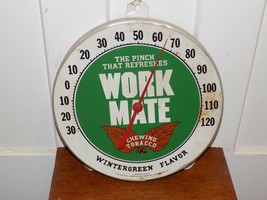 30 20 10 0 10 20 30 40 50 60 70 80 90 100 110 120
THE PINCH
THAT REFRESHES
WORK
MATE
CHEWING
TOBACCO
WINTERGREEN FLAVOR